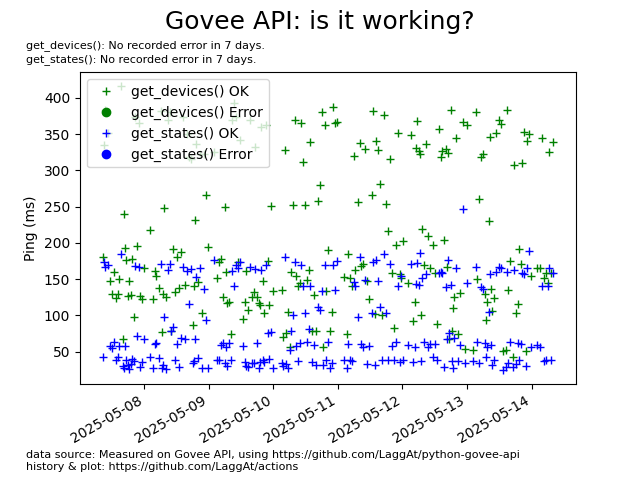 Govee API: is it working?
get_devices(): No recorded error in 7 days.
get_states(): No recorded error in 7 days.
get_devices() OK
get_devices() Error
get_states() OK
get_states() Error
Ping (ms)
400
350
300
250
200
150
100
50
2025-05-08
2025-05-09
2025-05-10
2025-05-11
2025-05-12
2025-05-13
2025-05-14
data source: Measured on Govee API, using https://github.com/LaggAt/python-govee-api
history & plot: https://github.com/LaggAt/actions